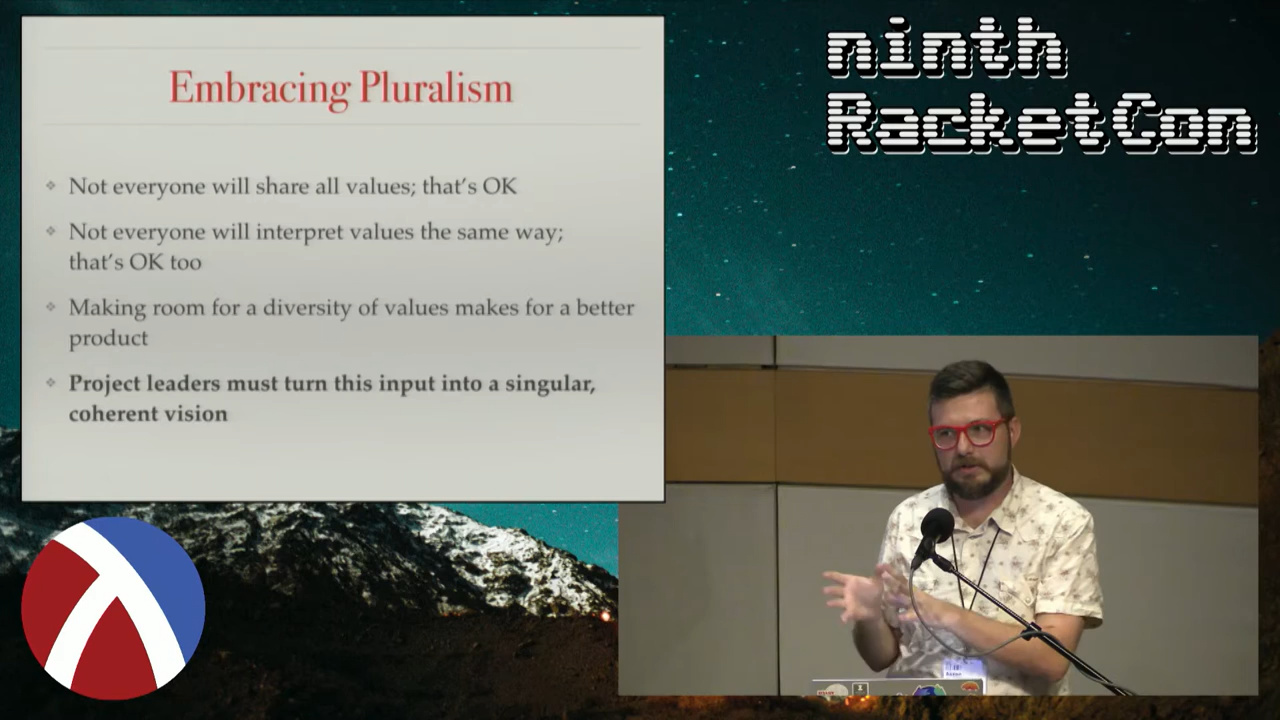 Embracing Pluralism
Not everyone will share all values; that's OK
Not everyone will interpret values the same way;
that's OK too
Making room for a diversity of values makes for a better
product
Project leaders must turn this input into a singular,
coherent vision
ninth
RacketCon